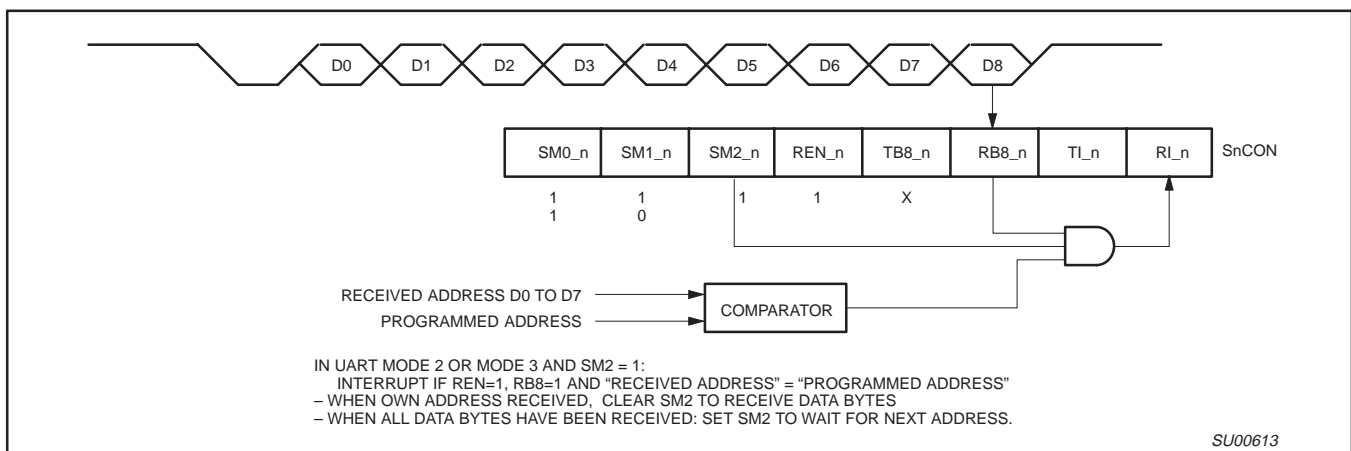 D0 D1 D2 D3 D4 D5 D6 D7 D8
SM0_n SM1_n SM2_n REN_n TB8_n RB8_n TI_n RI_n SnCON
1 1 1 1 X
1 0
RECEIVED ADDRESS D0 TO D7
COMPARATOR
PROGRAMMED ADDRESS
IN UART MODE 2 OR MODE 3 AND SM2 = 1:
INTERRUPT IF REN=1, RB8=1 AND “RECEIVED ADDRESS” = “PROGRAMMED ADDRESS”
– WHEN OWN ADDRESS RECEIVED, CLEAR SM2 TO RECEIVE DATA BYTES
– WHEN ALL DATA BYTES HAVE BEEN RECEIVED: SET SM2 TO WAIT FOR NEXT ADDRESS.
SU00613